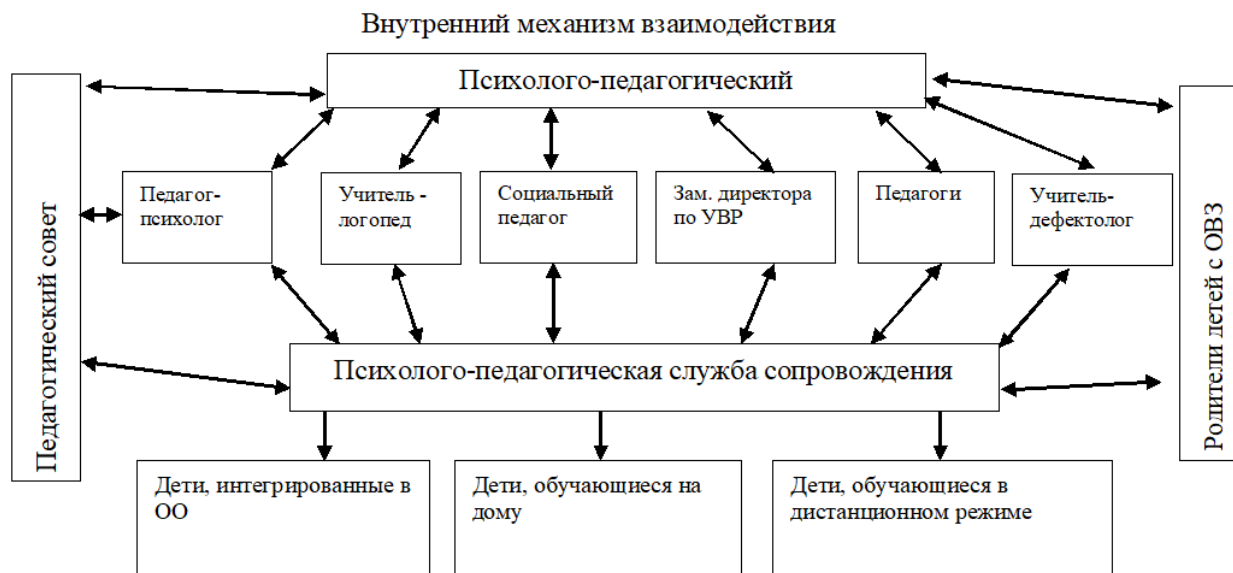 Внутренний механизм взаимодействия
Психолого-педагогический
Педагогический совет
Родители детей с ОВЗ
Педагог-
психолог
Учитель -
логопед
Социальный
педагог
Зам. директора
по УВР
Педагоги
Учитель-
дефектолог
Психолого-педагогическая служба сопровождения
Дети, интегрированные в
ОО
Дети, обучающиеся на
дому
Дети, обучающиеся в
дистанционном режиме